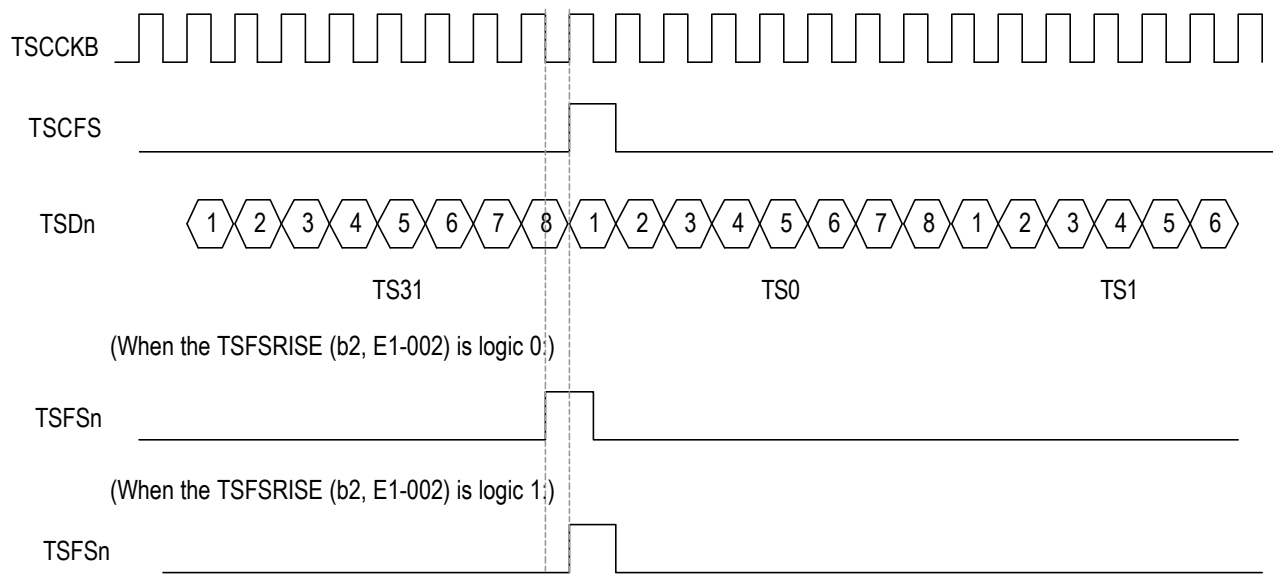 TSCCKB
TSCFS
TSDn 1 2 3 4 5 6 7 8 1 2 3 4 5 6 7 8 1 2 3 4 5 6
TS31 TS0 TS1
(When the TSFSRISE (b2, E1-002) is logic 0:)
TSFSn
(When the TSFSRISE (b2, E1-002) is logic 1:)
TSFSn